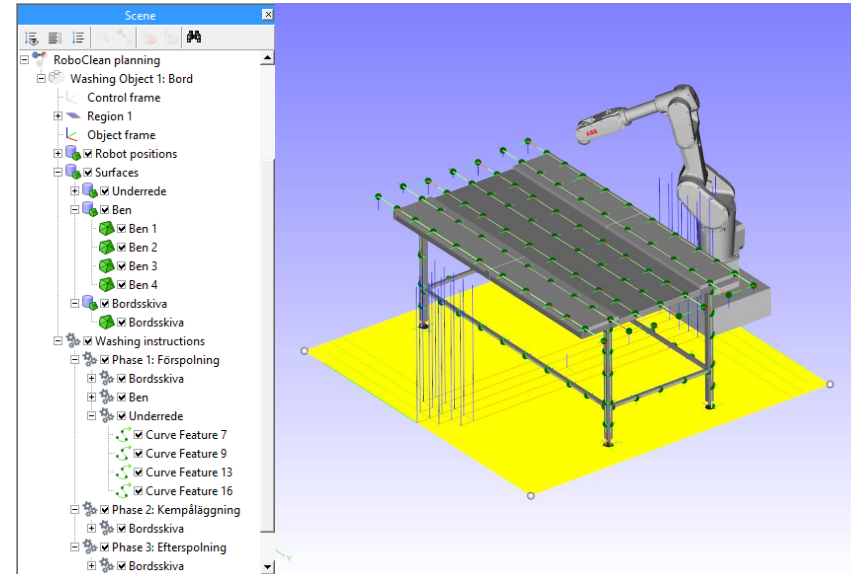 Scene
RoboClean planning
Washing Object 1: Bord
Control frame
Region 1
Object frame
Robot positions
Surfaces
Underrede
Ben
Ben 1
Ben 2
Ben 3
Ben 4
Bordsskiva
Bordsskiva
Washing instructions
Phase 1: Förspolning
Bordsskiva
Ben
Underrede
Curve Feature 7
Curve Feature 9
Curve Feature 13
Curve Feature 16
Phase 2: Kempåläggning
Bordsskiva
Phase 3: Efterspolning
Bordsskiva
ABB
Y